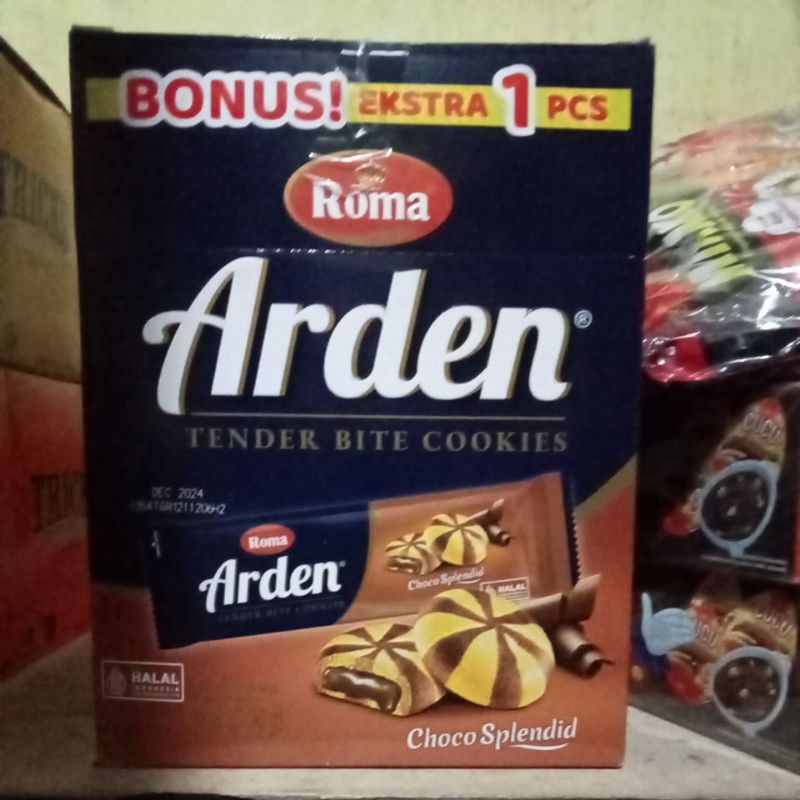 BONUS! EKSTRA 1 PCS
Roma
Arden®
TENDER BITE COOKIES
DEC 2024
Roma
Arden®
TENDER BITE COOKIES
Choco Splendid
HALAL
HALAL
INDONESIA
Choco Splendid